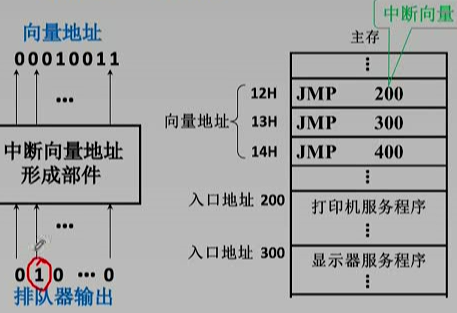 向量地址
00010011
...
中断向量地址
形成部件
...
0 1 0 ... 0
排队器输出
中断向量
主存
⋮
向量地址
12H JMP 200
13H JMP 300
14H JMP 400
⋮
入口地址 200 打印机服务程序
⋮
入口地址 300 显示器服务程序
⋮